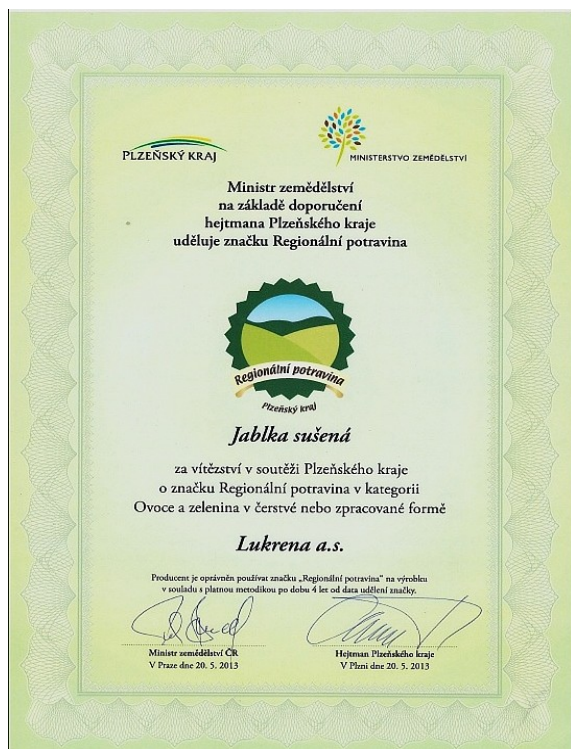 PLZEŇSKÝ KRAJ
MINISTERSTVO ZEMĚDĚLSTVÍ
Ministr zemědělství
na základě doporučení
hejtmana Plzeňského kraje
uděluje značku Regionální potravina
Regionální potravina
Plzeňský kraj
Jablka sušená
za vítězství v soutěži Plzeňského kraje
o značku Regionální potravina v kategorii
Ovoce a zelenina v čerstvé nebo zpracované formě
Lukrena a.s.
Producent je oprávněn používat značku „Regionální potravina" na výrobku
v souladu s platnou metodikou po dobu 4 let od data udělení značky.
Ministr zemědělství ČR
V Praze dne 20. 5. 2013
Hejtman Plzeňského kraje
V Plzni dne 20. 5. 2013